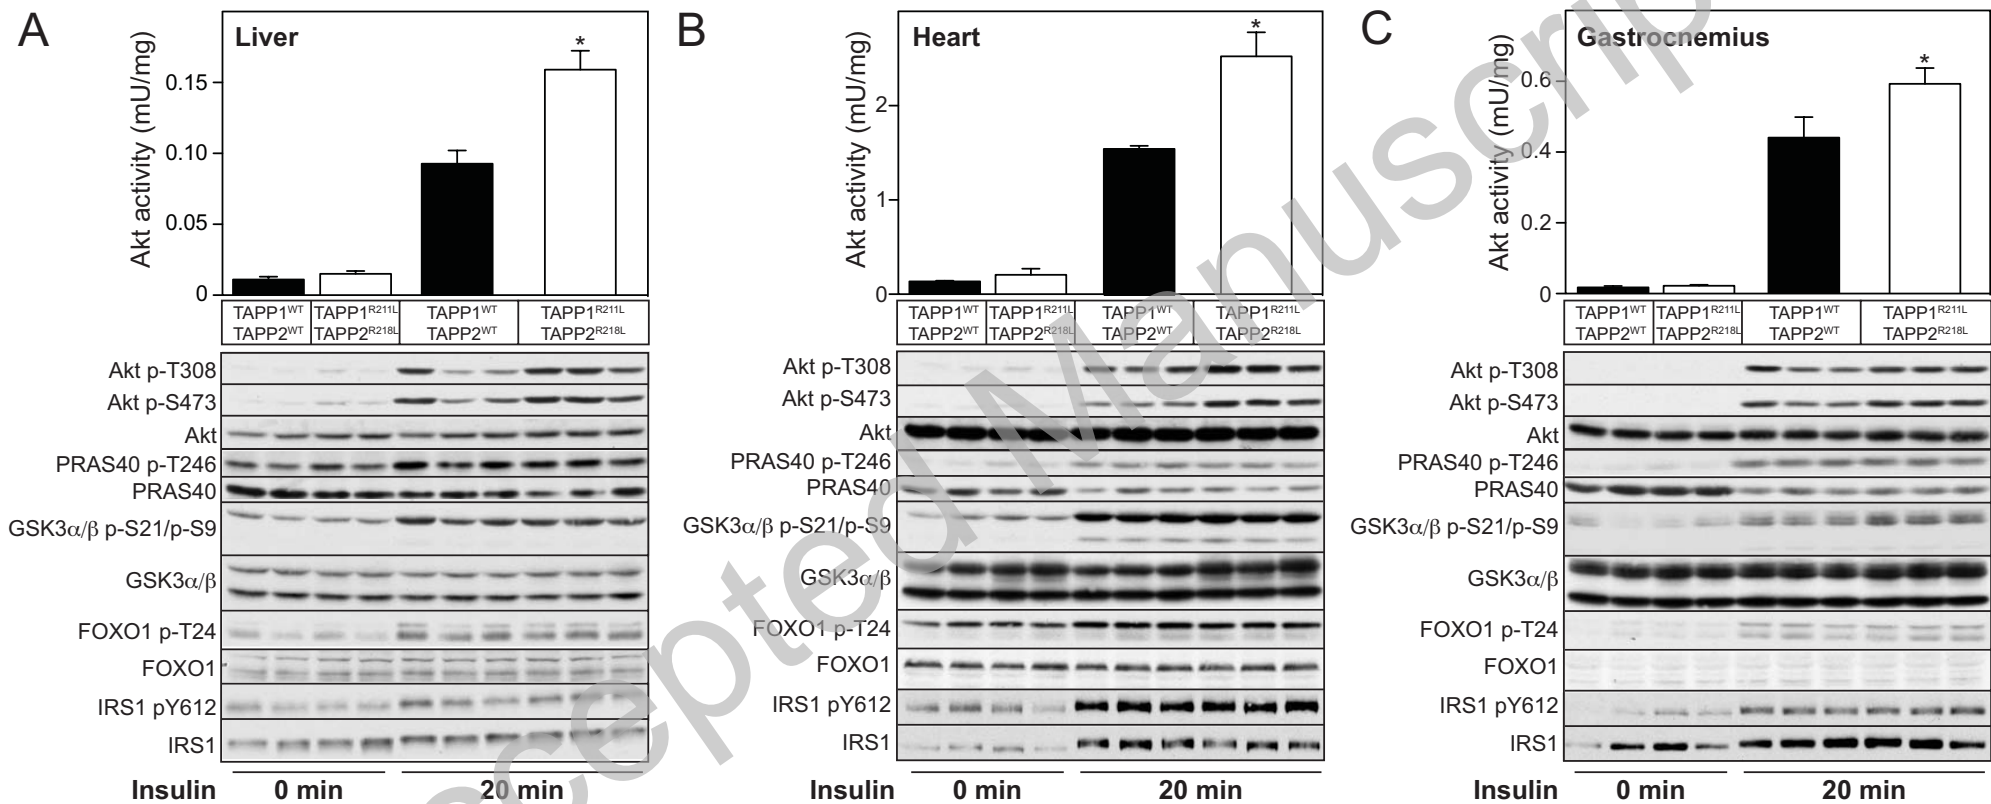 A
Liver
Akt activity (mU/mg)
*
0.15
0.10
0.05
0
TAPP1WT TAPP1R211L TAPP1WT TAPP1R211L
TAPP2WT TAPP2R218L TAPP2WT TAPP2R218L
Akt p-T308
Akt p-S473
Akt
PRAS40 p-T246
PRAS40
GSK3α/β p-S21/p-S9
GSK3α/β
FOXO1 p-T24
FOXO1
IRS1 pY612
IRS1
Insulin 0 min 20 min
B
Heart
Akt activity (mU/mg)
*
2
1
0
TAPP1WT TAPP1R211L TAPP1WT TAPP1R211L
TAPP2WT TAPP2R218L TAPP2WT TAPP2R218L
Akt p-T308
Akt p-S473
Akt
PRAS40 p-T246
PRAS40
GSK3α/β p-S21/p-S9
GSK3α/β
FOXO1 p-T24
FOXO1
IRS1 pY612
IRS1
Insulin 0 min 20 min
C
Gastrocnemius
Akt activity (mU/mg)
*
0.6
0.4
0.2
0
TAPP1WT TAPP1R211L TAPP1WT TAPP1R211L
TAPP2WT TAPP2R218L TAPP2WT TAPP2R218L
Akt p-T308
Akt p-S473
Akt
PRAS40 p-T246
PRAS40
GSK3α/β p-S21/p-S9
GSK3α/β
FOXO1 p-T24
FOXO1
IRS1 pY612
IRS1
Insulin 0 min 20 min
cepted Manuscrip